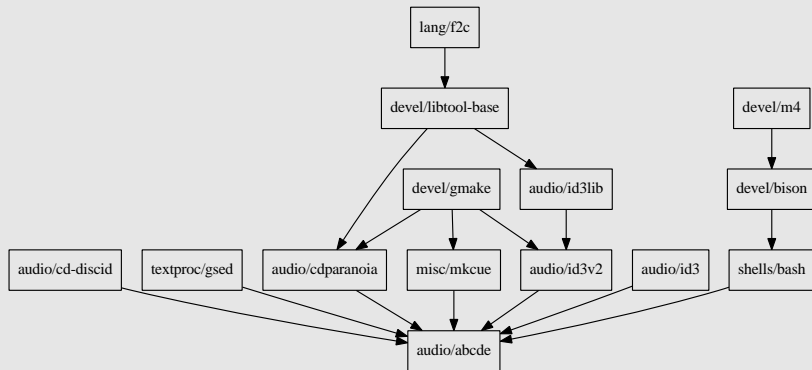 lang/f2c
devel/libtool-base
devel/m4
devel/gmake
audio/id3lib
devel/bison
audio/cd-discid
textproc/gsed
audio/cdparanoia
misc/mkcue
audio/id3v2
audio/id3
shells/bash
audio/abcde